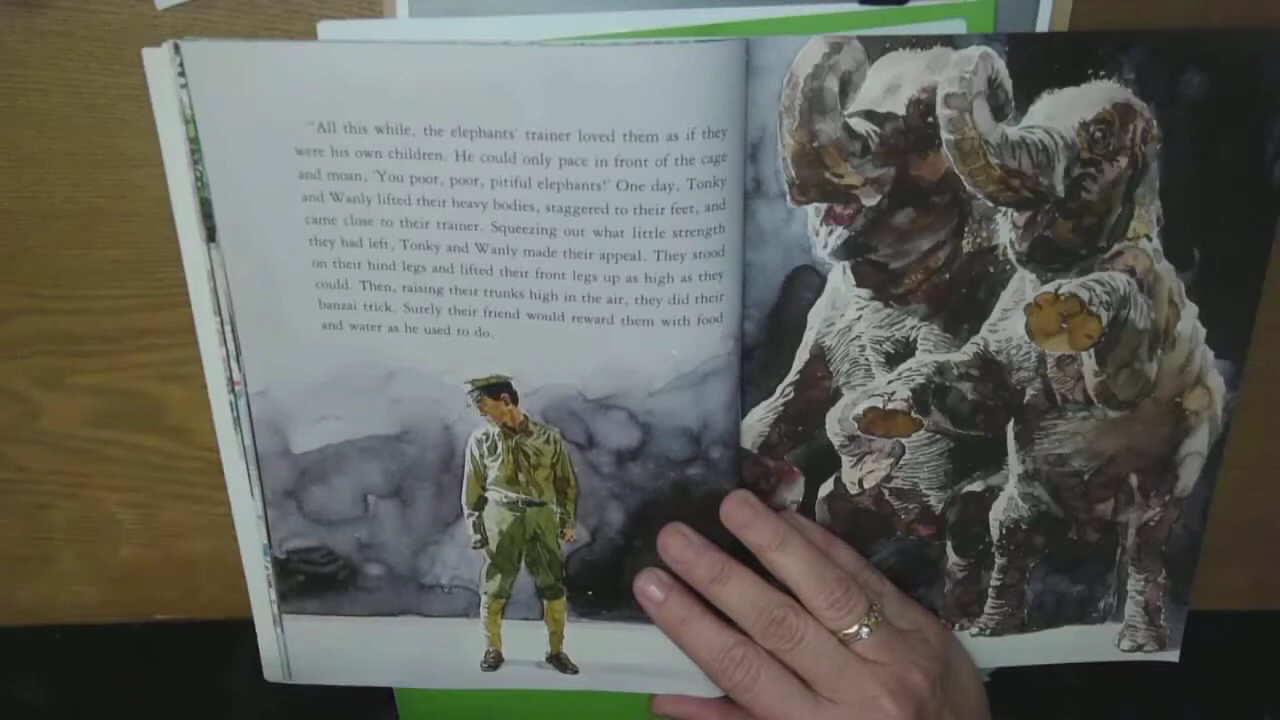 "All this while, the elephants' trainer loved them as if they
were his own children. He could only pace in front of the cage
and moan, 'You poor, poor, pitiful elephants!' One day, Tonky
and Wanly lifted their heavy bodies, staggered to their feet, and
came close to their trainer. Squeezing out what little strength
they had left, Tonky and Wanly made their appeal. They stood
on their hind legs and lifted their front legs up as high as they
could. Then, raising their trunks high in the air, they did their
banzai trick. Surely their friend would reward them with food
and water as he used to do.